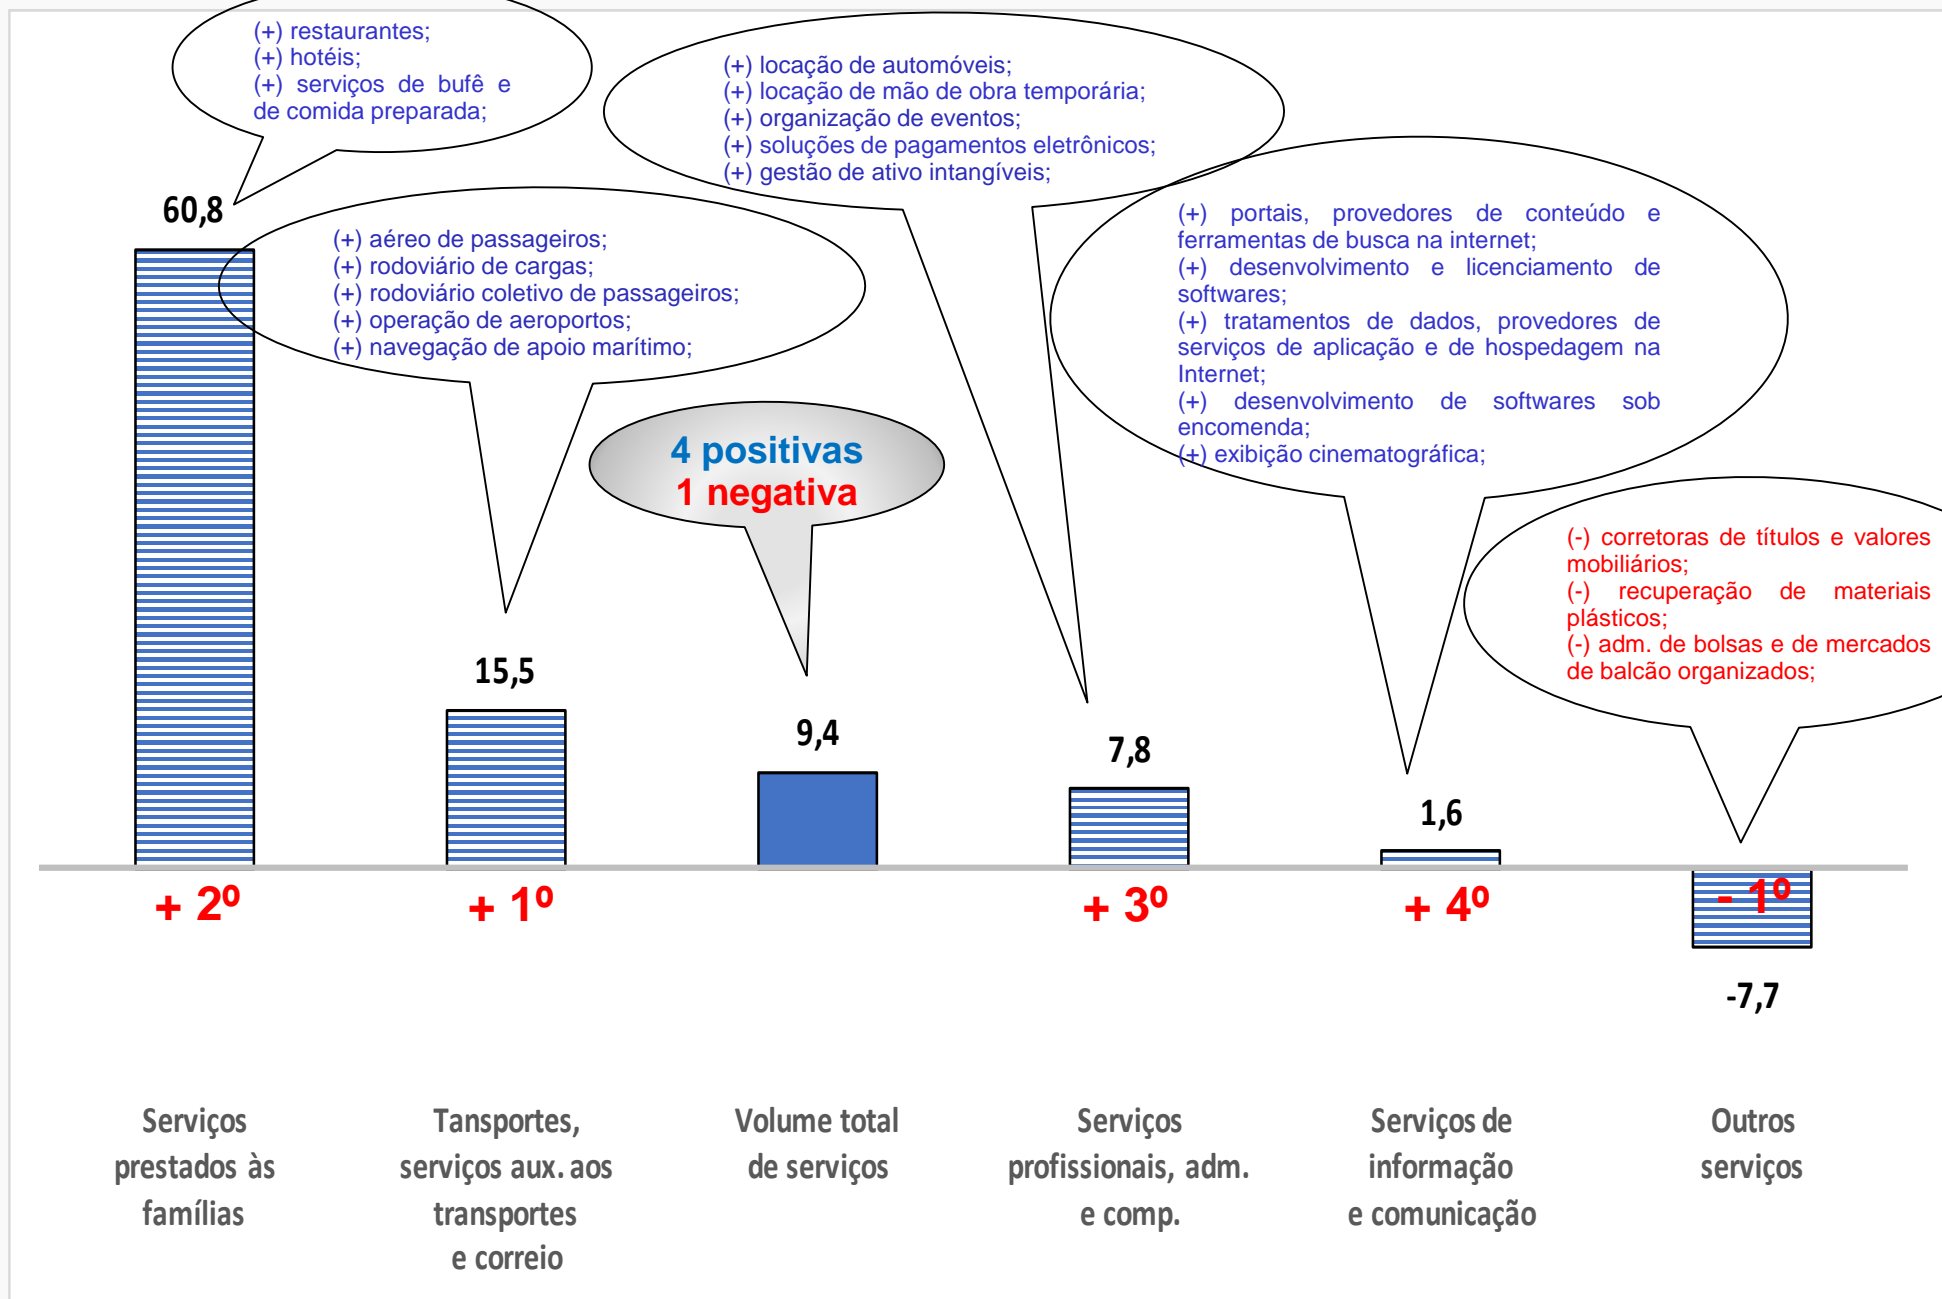 (+) restaurantes;
(+) hotéis;
(+) serviços de bufê e
de comida preparada;
(+) locação de automóveis;
(+) locação de mão de obra temporária;
(+) organização de eventos;
(+) soluções de pagamentos eletrônicos;
(+) gestão de ativo intangíveis;
60,8
(+) aéreo de passageiros;
(+) rodoviário de cargas;
(+) rodoviário coletivo de passageiros;
(+) operação de aeroportos;
(+) navegação de apoio marítimo;
(+) portais, provedores de conteúdo e
ferramentas de busca na internet;
(+) desenvolvimento e licenciamento de
softwares;
(+) tratamentos de dados, provedores de
serviços de aplicação e de hospedagem na
Internet;
(+) desenvolvimento de softwares sob
encomenda;
(+) exibição cinematográfica;
4 positivas
1 negativa
(-) corretoras de títulos e valores
mobiliários;
(-) recuperação de materiais
plásticos;
(-) adm. de bolsas e de mercados
de balcão organizados;
15,5
9,4
7,8
1,6
+ 2º
+ 1º
+ 3º
+ 4º
- 1º
-7,7
Serviços
prestados às
famílias
Tansportes,
serviços aux. aos
transportes
e correio
Volume total
de serviços
Serviços
profissionais, adm.
e comp.
Serviços de
informação
e comunicação
Outros
serviços